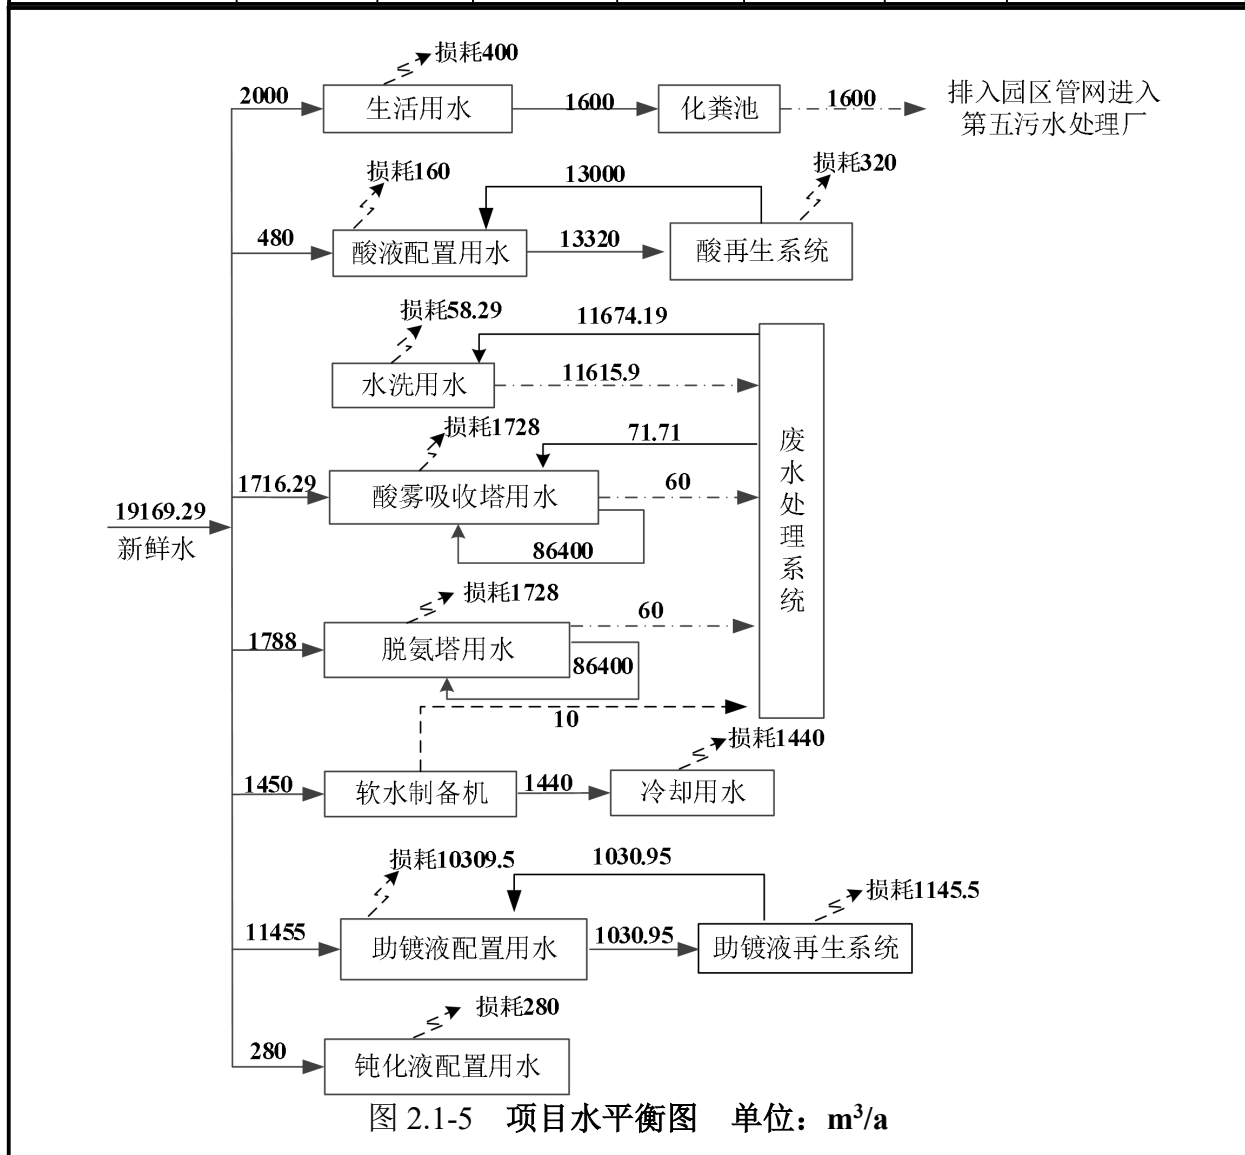 损耗400
2000
生活用水
1600
化粪池
1600
排入园区管网进入
第五污水处理厂
损耗160
13000
损耗320
480
酸液配置用水
13320
酸再生系统
损耗58.29
11674.19
水洗用水
11615.9
损耗1728
71.71
废水处理系统
1716.29
酸雾吸收塔用水
60
19169.29
新鲜水
86400
损耗1728
60
1788
脱氨塔用水
86400
10
损耗1440
1450
软水制备机
1440
冷却用水
损耗10309.5
1030.95
损耗1145.5
11455
助镀液配置用水
1030.95
助镀液再生系统
损耗280
280
钝化液配置用水
图 2.1-5 项目水平衡图 单位：m³/a